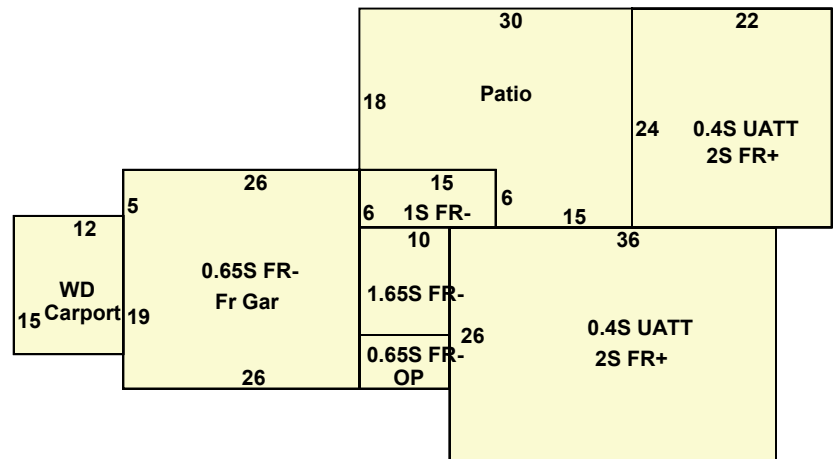 30
22
18
Patio
24
0.4S UATT
2S FR+
26
15
5
6
1S FR-
6
15
12
10
36
0.65S FR-
Fr Gar
1.65S FR-
WD
Carport
15
19
26
0.4S UATT
2S FR+
0.65S FR-
OP
26